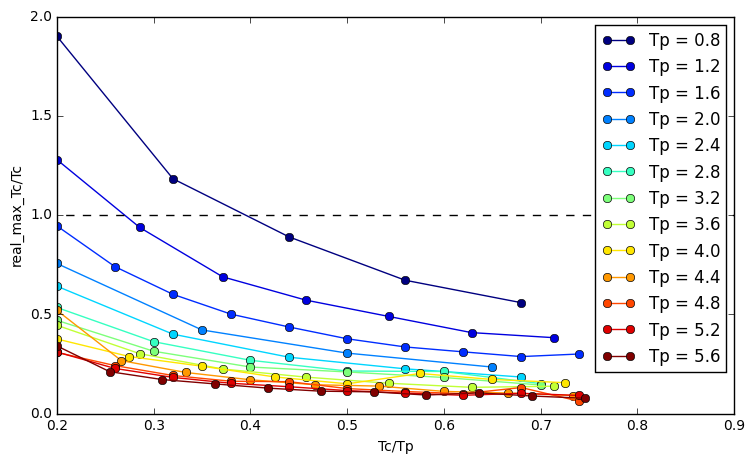 2.0
1.5
1.0
0.5
0.0
real_max_Tc/Tc
0.2 0.3 0.4 0.5 0.6 0.7 0.8 0.9
Tc/Tp
Tp = 0.8
Tp = 1.2
Tp = 1.6
Tp = 2.0
Tp = 2.4
Tp = 2.8
Tp = 3.2
Tp = 3.6
Tp = 4.0
Tp = 4.4
Tp = 4.8
Tp = 5.2
Tp = 5.6